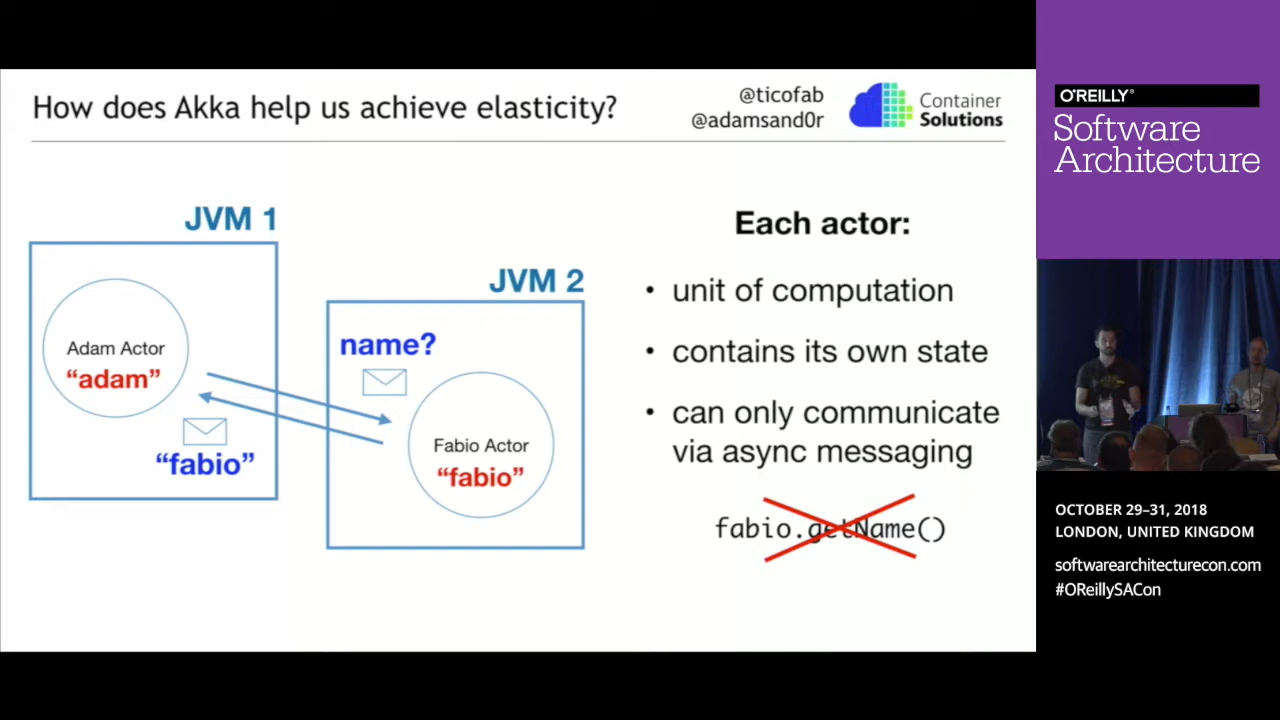 How does Akka help us achieve elasticity?
@ticofab
@adamsand0r
Container
Solutions
JVM 1
Adam Actor
“adam”
“fabio”
JVM 2
name?
Fabio Actor
“fabio”
Each actor:
• unit of computation
• contains its own state
• can only communicate
via async messaging
fabio.getName()
O'REILLY®
Software
Architecture
OCTOBER 29–31, 2018
LONDON, UNITED KINGDOM
softwarearchitecturecon.com
#OReillySACon